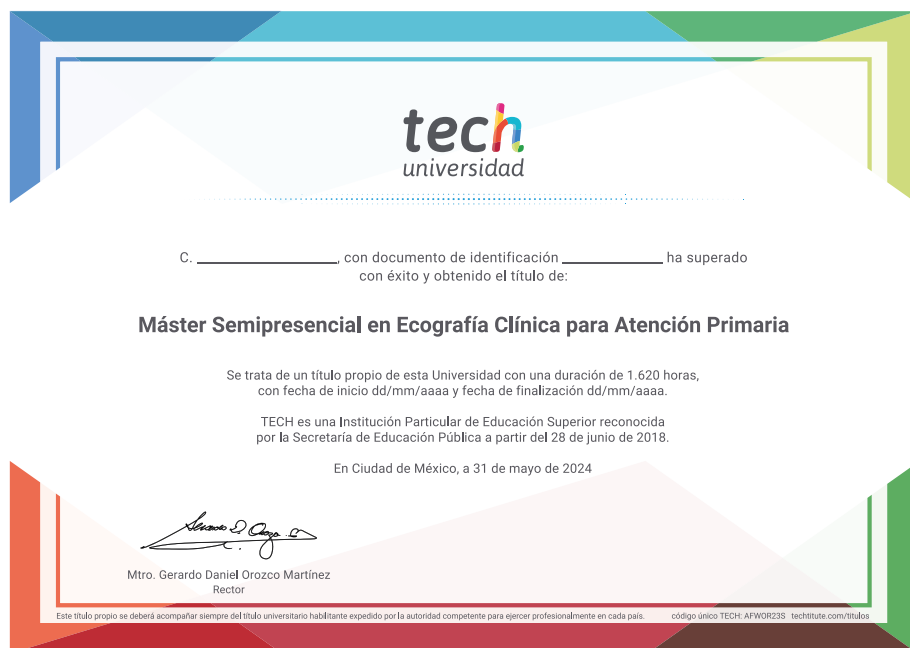 tech
universidad
C. ____________, con documento de identificación ____________ ha superado
con éxito y obtenido el título de:
Máster Semipresencial en Ecografía Clínica para Atención Primaria
Se trata de un título propio de esta Universidad con una duración de 1.620 horas,
con fecha de inicio dd/mm/aaaa y fecha de finalización dd/mm/aaaa.
TECH es una Institución Particular de Educación Superior reconocida
por la Secretaría de Educación Pública a partir del 28 de junio de 2018.
En Ciudad de México, a 31 de mayo de 2024
Mtro. Gerardo Daniel Orozco Martínez
Rector
Este título propio se deberá acompañar siempre del título universitario habilitante expedido por la autoridad competente para ejercer profesionalmente en cada país. código único TECH: AFWOR23S techtitute.com/titulos